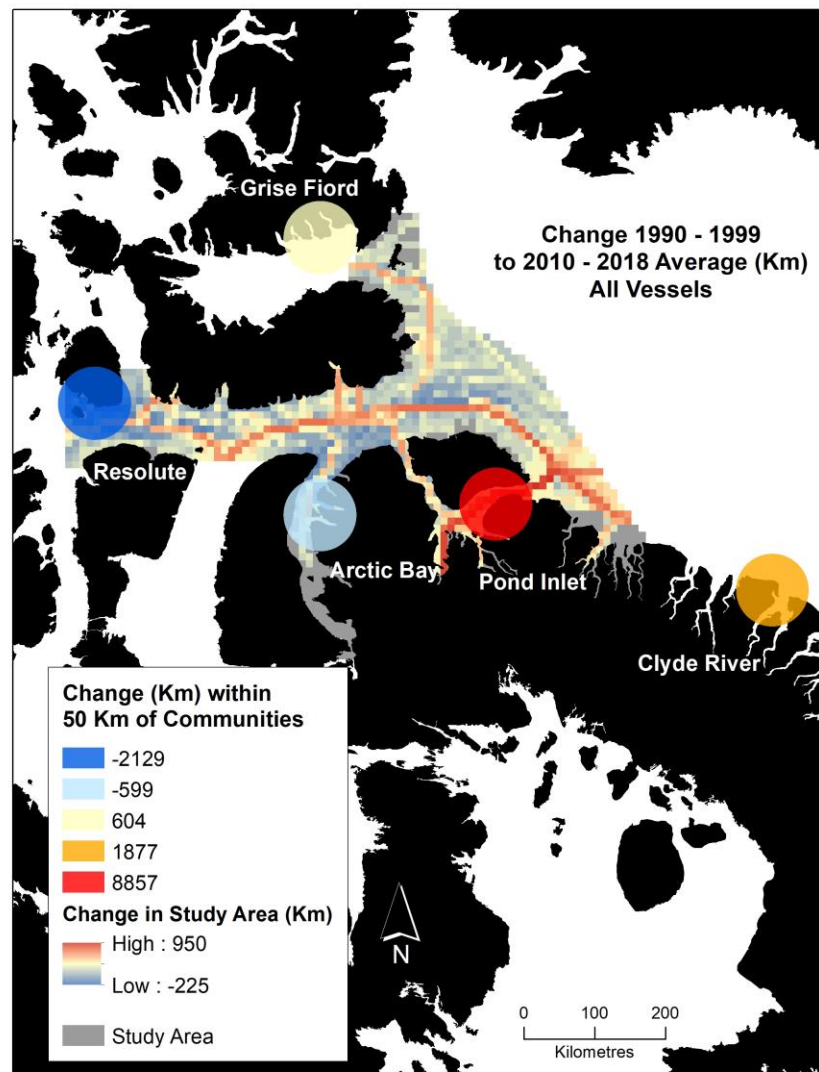 Grise Fiord
Change 1990 - 1999
to 2010 - 2018 Average (Km)
All Vessels
Resolute
Arctic Bay
Pond Inlet
Clyde River
Change (Km) within
50 Km of Communities
-2129
-599
604
1877
8857
Change in Study Area (Km)
High : 950
Low : -225
Study Area
N
0 100 200
Kilometres